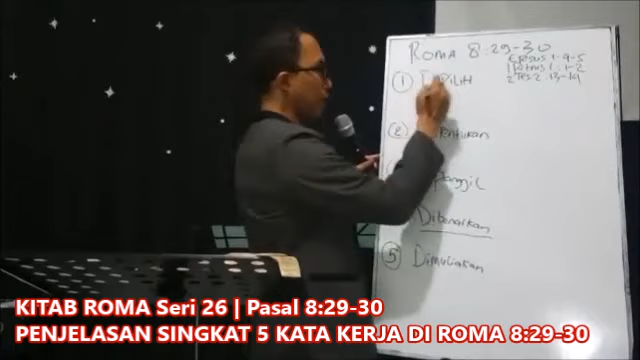 ROMA 8:29-30
EFESUS 1:4-5
1 PETRUS 1:1-2
2 TES 2:13-14
1 DIPILIH
2
Dibenarkan
5 Dimuliakan
KITAB ROMA Seri 26 | Pasal 8:29-30
PENJELASAN SINGKAT 5 KATA KERJA DI ROMA 8:29-30